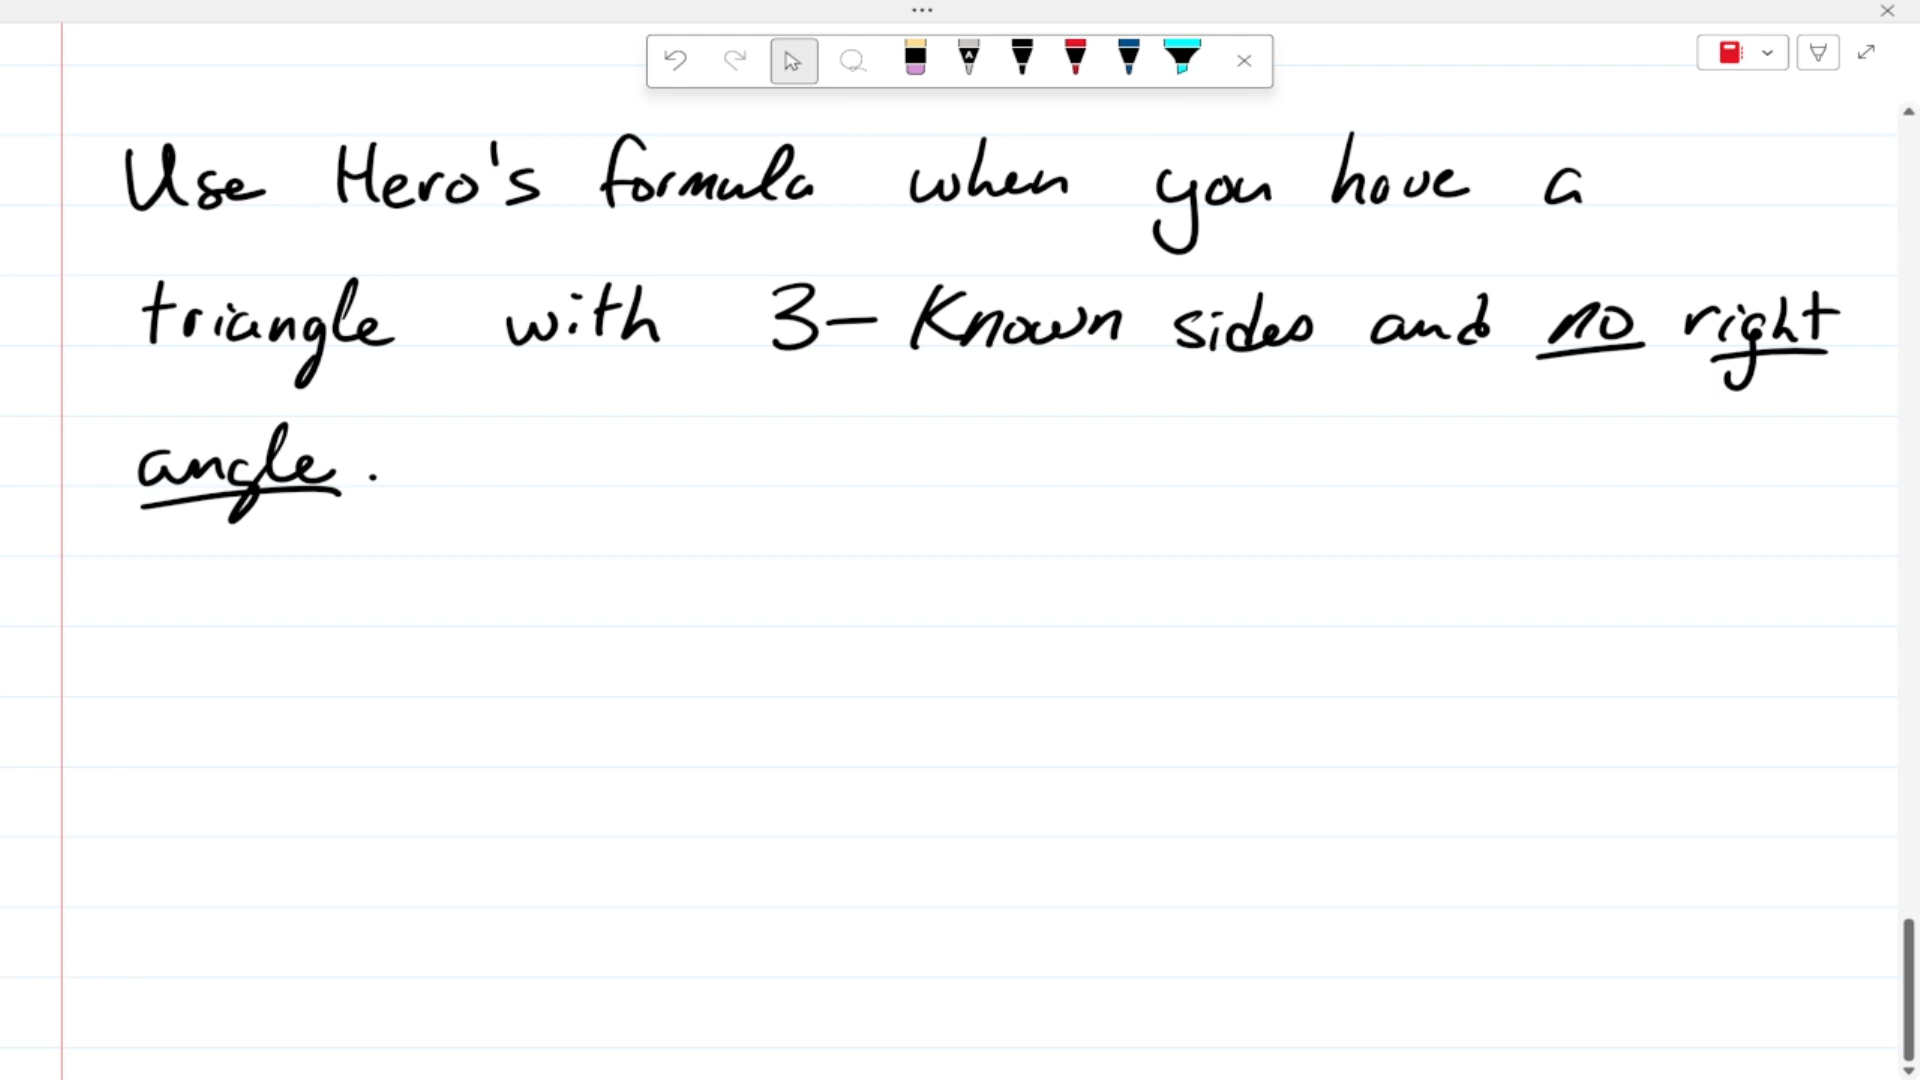 Use Hero's formula when you have a
triangle with 3- Known sides and no right
angle.